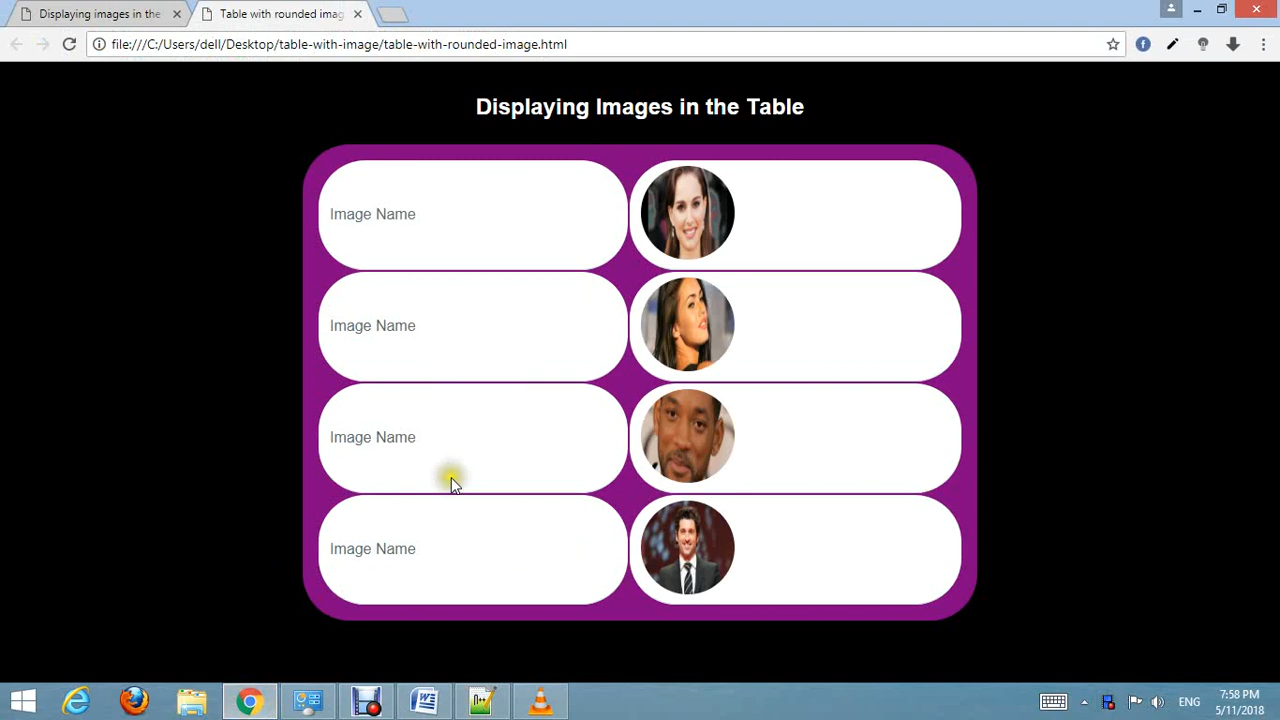 Displaying images in the
Table with rounded imag
file:///C:/Users/dell/Desktop/table-with-image/table-with-rounded-image.html
Displaying Images in the Table
Image Name
Image Name
Image Name
Image Name
ENG
7:58 PM
5/11/2018